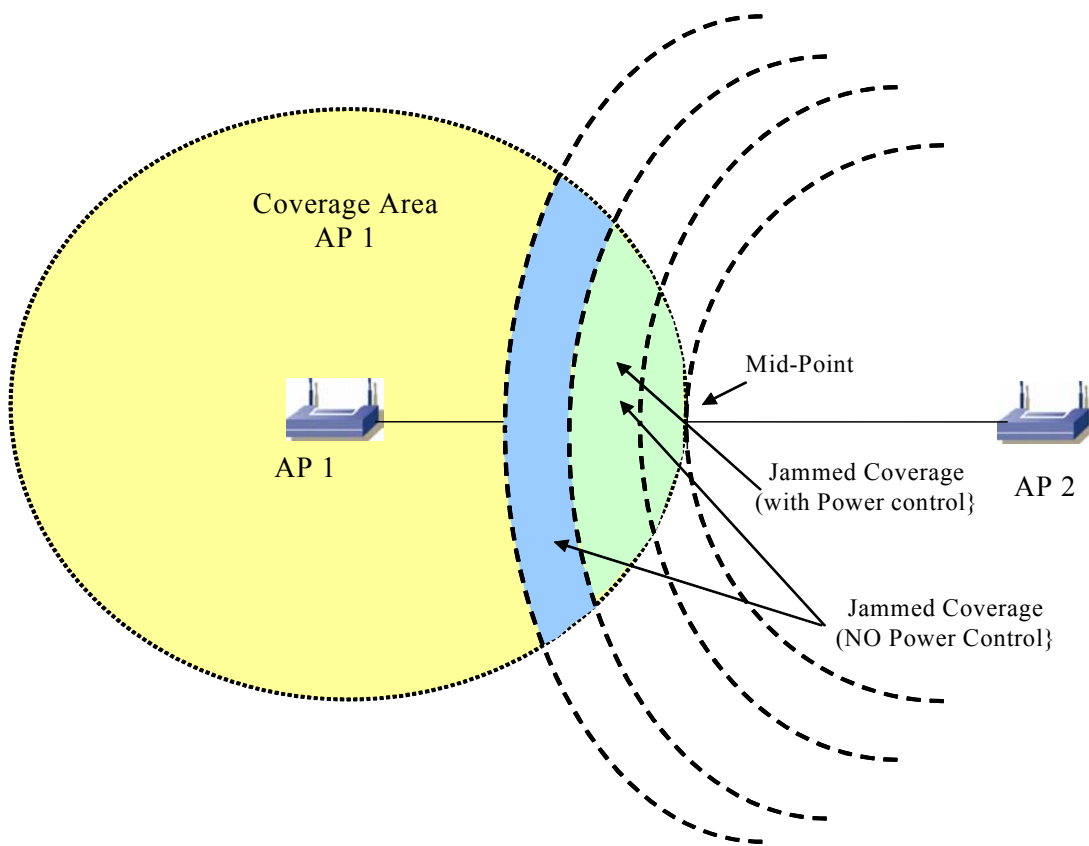 Coverage Area
AP 1
Mid-Point
AP 1
Jammed Coverage
(with Power control}
AP 2
Jammed Coverage
(NO Power Control}